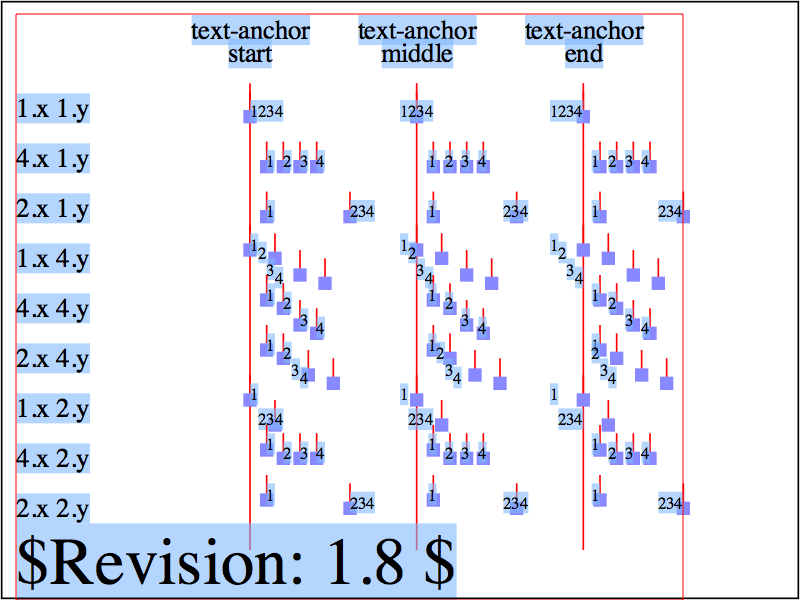 text-anchor text-anchor text-anchor
start middle end
1.x 1.y 1234 1234 1234
4.x 1.y 1 2 3 4 1 2 3 4 1 2 3 4
2.x 1.y 1 234 1 234 1 234
1.x 4.y 1 2 3 4 1 2 3 4 1 2 3 4
4.x 4.y 1 2 3 4 1 2 3 4 1 2 3 4
2.x 4.y 1 2 3 4 1 2 3 4 1 2 3 4
1.x 2.y 1 234 1 234 1 234
4.x 2.y 1 2 3 4 1 2 3 4 1 2 3 4
2.x 2.y 1 234 1 234 1 234
$Revision: 1.8 $